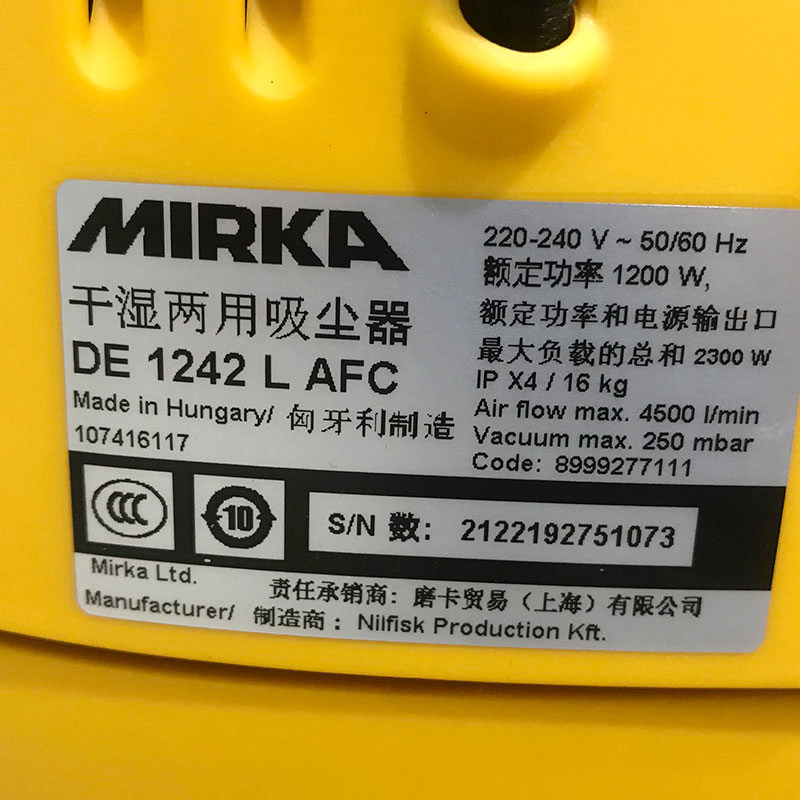 MIRKA
干湿两用吸尘器
DE 1242 L AFC
Made in Hungary/ 匈牙利制造
107416117
220-240 V ~ 50/60 Hz
额定功率 1200 W,
额定功率和电源输出口
最大负载的总和 2300 W
IP X4 / 16 kg
Air flow max. 4500 l/min
Vacuum max. 250 mbar
Code: 8999277111
CCC
10
S/N 数: 2122192751073
Mirka Ltd.
责任承销商: 磨卡贸易（上海）有限公司
Manufacturer/ 制造商： Nilfisk Production Kft.